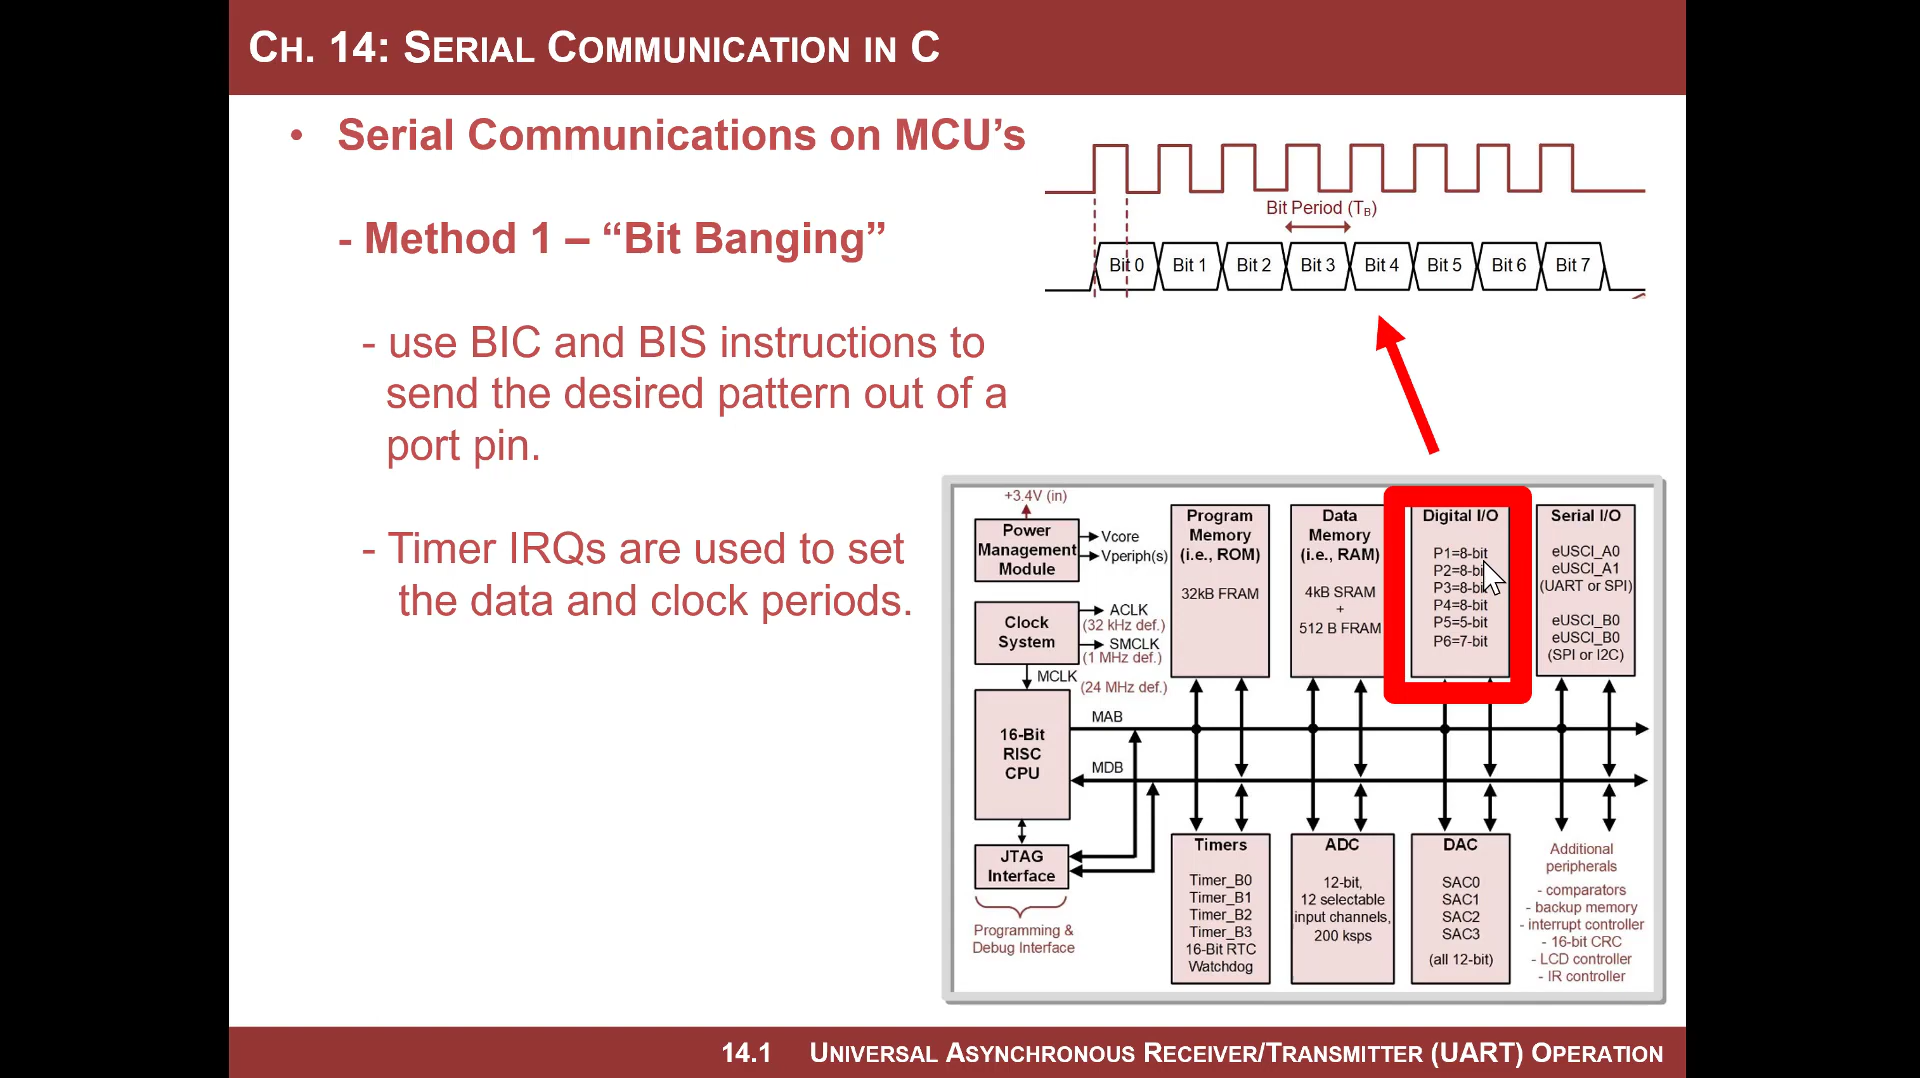 CH. 14: SERIAL COMMUNICATION IN C
• Serial Communications on MCU's
- Method 1 – “Bit Banging”
- use BIC and BIS instructions to
send the desired pattern out of a
port pin.
- Timer IRQs are used to set
the data and clock periods.
Bit Period (TB)
Bit 0 Bit 1 Bit 2 Bit 3 Bit 4 Bit 5 Bit 6 Bit 7
+3.4V (in)
Power
Management
Module
Vcore
Vperiph(s)
Clock
System
ACLK
(32 kHz def.)
SMCLK
(1 MHz def.)
MCLK
(24 MHz def.)
16-Bit
RISC
CPU
MAB
MDB
JTAG
Interface
Programming &
Debug Interface
Program
Memory
(i.e., ROM)
32kB FRAM
Data
Memory
(i.e., RAM)
4kB SRAM
+
512 B FRAM
Digital I/O
P1=8-bit
P2=8-bit
P3=8-bit
P4=8-bit
P5=5-bit
P6=7-bit
Serial I/O
eUSCI_A0
eUSCI_A1
(UART or SPI)
eUSCI_B0
eUSCI_B0
(SPI or I2C)
Timers
Timer_B0
Timer_B1
Timer_B2
Timer_B3
16-Bit RTC
Watchdog
ADC
12-bit,
12 selectable
input channels,
200 ksps
DAC
SAC0
SAC1
SAC2
SAC3
(all 12-bit)
Additional
peripherals
- comparators
- backup memory
- interrupt controller
- 16-bit CRC
- LCD controller
- IR controller
14.1 UNIVERSAL ASYNCHRONOUS RECEIVER/TRANSMITTER (UART) OPERATION